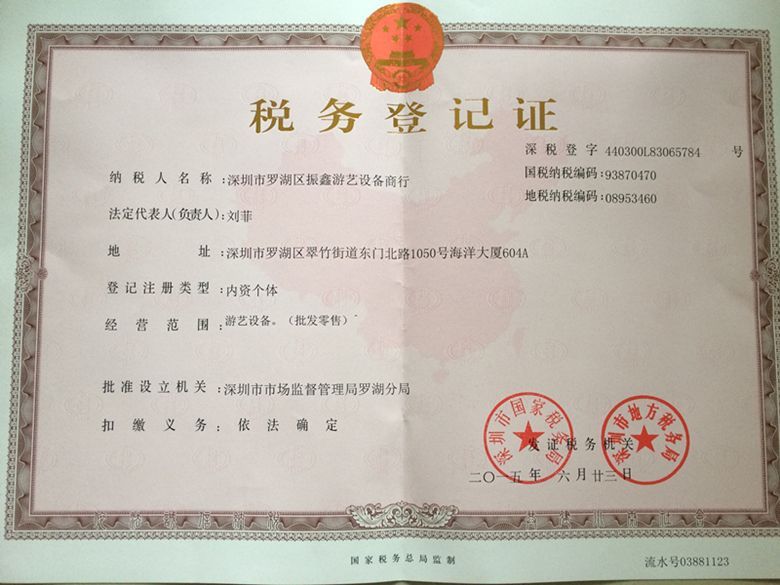 税务登记证
深税登字 440300L83065784 号
国税纳税编码:93870470
地税纳税编码:08953460
纳税人名称:深圳市罗湖区振鑫游艺设备商行
法定代表人(负责人):刘菲
地址:深圳市罗湖区翠竹街道东门北路1050号海洋大厦604A
登记注册类型:内资个体
经营范围:游艺设备。(批发零售)
批准设立机关:深圳市市场监督管理局罗湖分局
扣缴义务:依法确定
深圳市国家税务局
深圳市地方税务局
发证税务机关
二〇一五年 六月廿三日
国家税务总局监制
流水号03881123